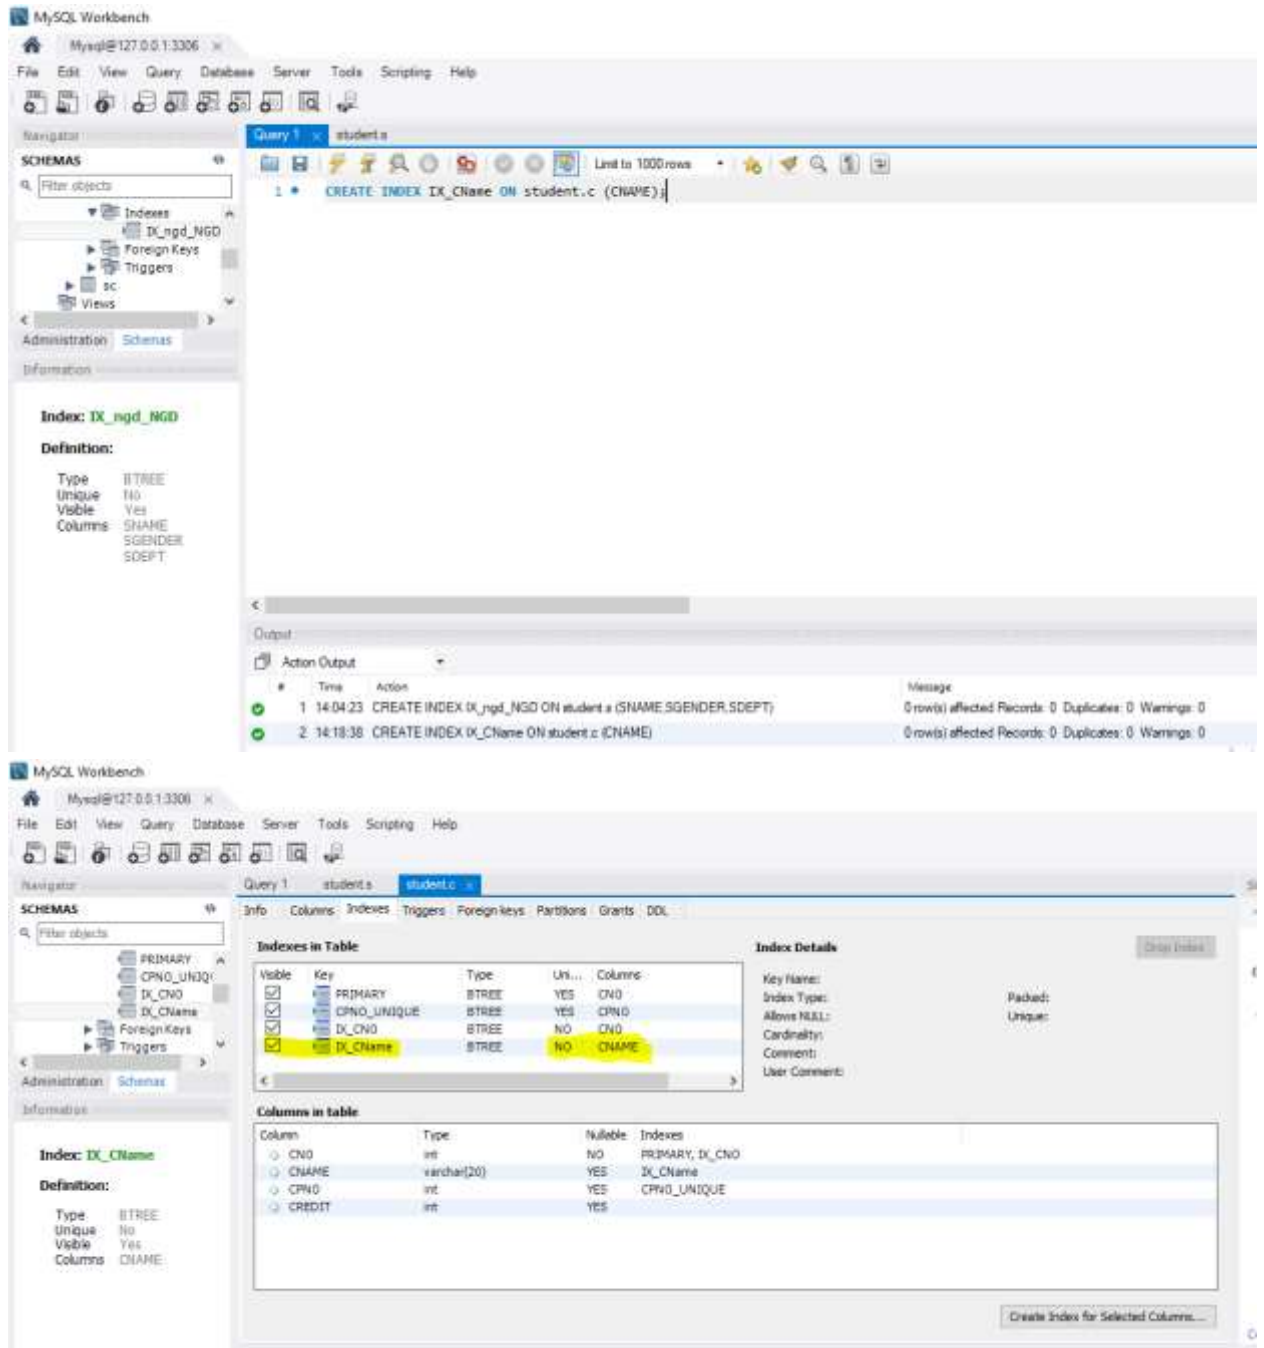 MySQL Workbench
Mysql@127.0.0.1:3306 ×
File Edit View Query Database Server Tools Scripting Help
Navigator
Query 1 × student.s
SCHEMAS
Limit to 1000 rows
Filter objects
1 CREATE INDEX IX_CName ON student.c (CNAME);
Indexes
IX_ngd_NGD
Foreign Keys
Triggers
sc
Views
Administration Schemas
Information
Index: IX_ngd_NGD
Definition:
Type BTREE
Unique No
Visible Yes
Columns SNAME
SGENDER
SDEPT
Output
Action Output
# Time Action Message
1 14:04:23 CREATE INDEX IX_ngd_NGD ON student.s (SNAME,SGENDER,SDEPT) 0 row(s) affected Records: 0 Duplicates: 0 Warnings: 0
2 14:18:38 CREATE INDEX IX_CName ON student.c (CNAME) 0 row(s) affected Records: 0 Duplicates: 0 Warnings: 0
MySQL Workbench
Mysql@127.0.0.1:3306 ×
File Edit View Query Database Server Tools Scripting Help
Navigator
Query 1 student.s student.c ×
SCHEMAS
Info Columns Indexes Triggers Foreign keys Partitions Grants DDL
Filter objects
PRIMARY
CPNO_UNIQ
IX_CNO
IX_CName
Foreign Keys
Triggers
Administration Schemas
Information
Index: IX_CName
Definition:
Type BTREE
Unique No
Visible Yes
Columns CNAME
Indexes in Table
Visible Key Type Uni... Columns
PRIMARY BTREE YES CNO
CPNO_UNIQUE BTREE YES CPNO
IX_CNO BTREE NO CNO
IX_CName BTREE NO CNAME
Index Details
Drop Index
Key Name:
Index Type: Packed:
Allows NULL: Unique:
Cardinality:
Comment:
User Comment:
Columns in table
Column Type Nullable Indexes
CNO int NO PRIMARY, IX_CNO
CNAME varchar(20) YES IX_CName
CPNO int YES CPNO_UNIQUE
CREDIT int YES
Create Index for Selected Columns...